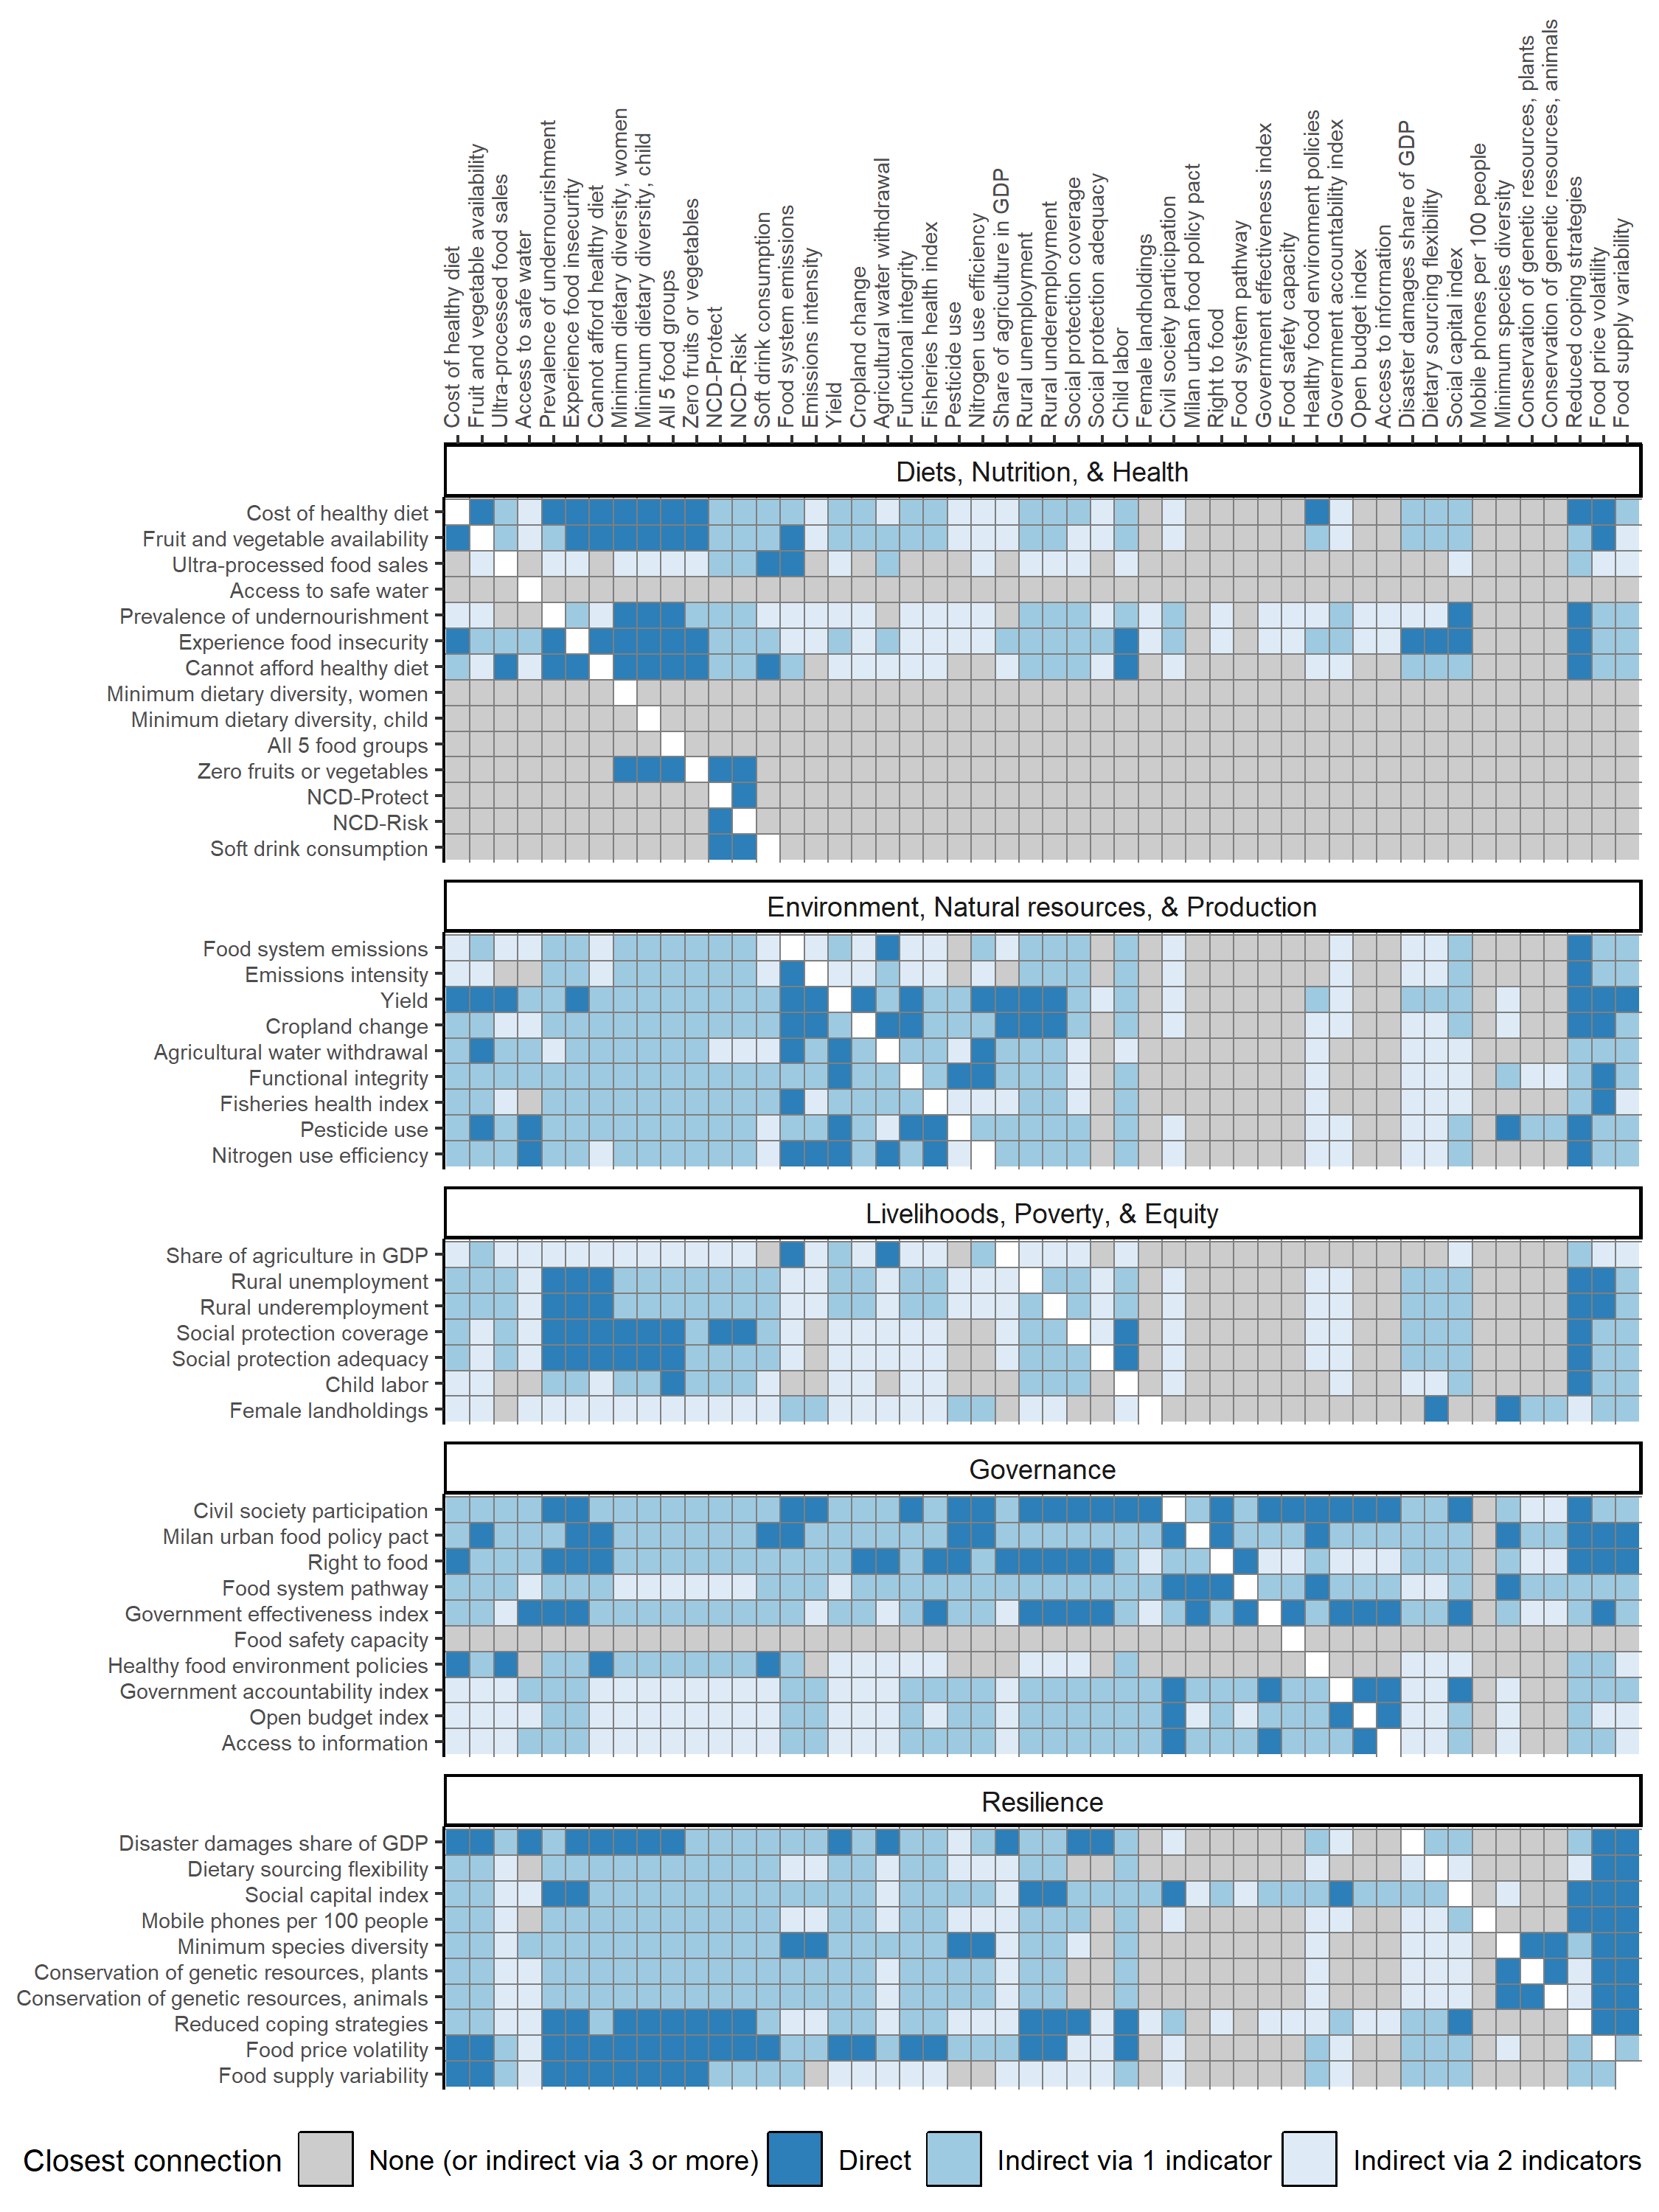 Cost of healthy diet
Fruit and vegetable availability
Ultra-processed food sales
Access to safe water
Prevalence of undernourishment
Experience food insecurity
Cannot afford healthy diet
Minimum dietary diversity, women
Minimum dietary diversity, child
All 5 food groups
Zero fruits or vegetables
NCD-Protect
NCD-Risk
Soft drink consumption
Food system emissions
Emissions intensity
Yield
Cropland change
Agricultural water withdrawal
Functional integrity
Fisheries health index
Pesticide use
Nitrogen use efficiency
Share of agriculture in GDP
Rural unemployment
Rural underemployment
Social protection coverage
Social protection adequacy
Child labor
Female landholdings
Civil society participation
Milan urban food policy pact
Right to food
Food system pathway
Government effectiveness index
Food safety capacity
Healthy food environment policies
Government accountability index
Open budget index
Access to information
Disaster damages share of GDP
Dietary sourcing flexibility
Social capital index
Mobile phones per 100 people
Minimum species diversity
Conservation of genetic resources, plants
Conservation of genetic resources, animals
Reduced coping strategies
Food price volatility
Food supply variability
Diets, Nutrition, & Health
Cost of healthy diet
Fruit and vegetable availability
Ultra-processed food sales
Access to safe water
Prevalence of undernourishment
Experience food insecurity
Cannot afford healthy diet
Minimum dietary diversity, women
Minimum dietary diversity, child
All 5 food groups
Zero fruits or vegetables
NCD-Protect
NCD-Risk
Soft drink consumption
Environment, Natural resources, & Production
Food system emissions
Emissions intensity
Yield
Cropland change
Agricultural water withdrawal
Functional integrity
Fisheries health index
Pesticide use
Nitrogen use efficiency
Livelihoods, Poverty, & Equity
Share of agriculture in GDP
Rural unemployment
Rural underemployment
Social protection coverage
Social protection adequacy
Child labor
Female landholdings
Governance
Civil society participation
Milan urban food policy pact
Right to food
Food system pathway
Government effectiveness index
Food safety capacity
Healthy food environment policies
Government accountability index
Open budget index
Access to information
Resilience
Disaster damages share of GDP
Dietary sourcing flexibility
Social capital index
Mobile phones per 100 people
Minimum species diversity
Conservation of genetic resources, plants
Conservation of genetic resources, animals
Reduced coping strategies
Food price volatility
Food supply variability
Closest connection None (or indirect via 3 or more) Direct Indirect via 1 indicator Indirect via 2 indicators